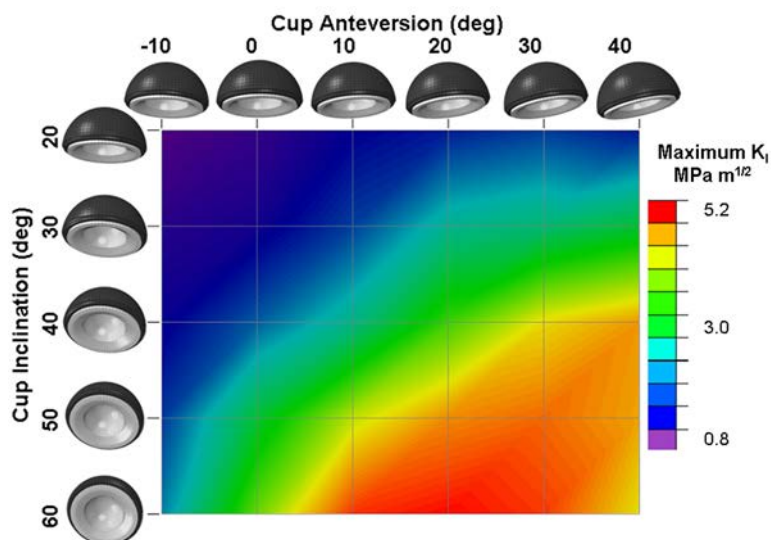 Cup Anteversion (deg)
-10 0 10 20 30 40
Cup Inclination (deg)
20
30
40
50
60
Maximum K_I
MPa m^1/2
5.2
3.0
0.8